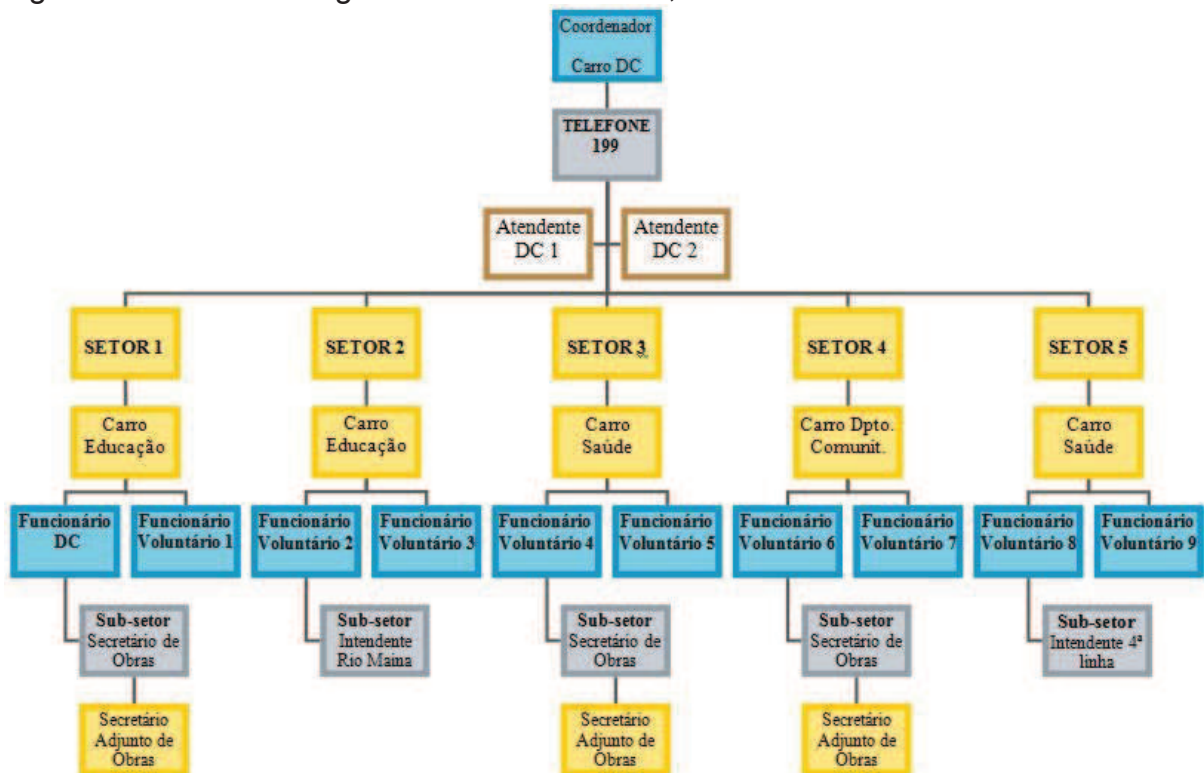 Coordenador
Carro DC
TELEFONE
199
Atendente
DC 1
Atendente
DC 2
SETOR 1
SETOR 2
SETOR 3
SETOR 4
SETOR 5
Carro
Educação
Carro
Educação
Carro
Saúde
Carro Dpto.
Comunit.
Carro
Saúde
Funcionário
DC
Funcionário
Voluntário 1
Funcionário
Voluntário 2
Funcionário
Voluntário 3
Funcionário
Voluntário 4
Funcionário
Voluntário 5
Funcionário
Voluntário 6
Funcionário
Voluntário 7
Funcionário
Voluntário 8
Funcionário
Voluntário 9
Sub-setor
Secretário de
Obras
Sub-setor
Intendente
Rio Maina
Sub-setor
Secretário de
Obras
Sub-setor
Secretário de
Obras
Sub-setor
Intendente 4ª
linha
Secretário
Adjunto de
Obras
Secretário
Adjunto de
Obras
Secretário
Adjunto de
Obras